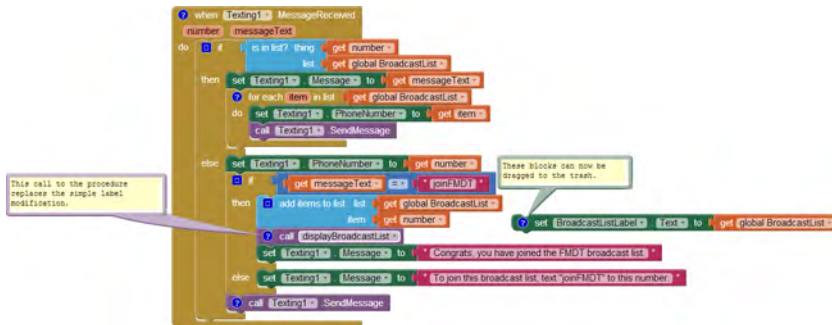 when Texting1 .MessageReceived
number messageText
do if is in list? thing get number
list get global BroadcastList
then set Texting1 . Message to get messageText
for each item in list get global BroadcastList
do set Texting1 . PhoneNumber to get item
call Texting1 .SendMessage
else set Texting1 . PhoneNumber to get number
if get messageText = " joinFMDT "
then add items to list list get global BroadcastList
item get number
call displayBroadcastList
set Texting1 . Message to " Congrats, you have joined the FMDT broadcast list. "
else set Texting1 . Message to " To join this broadcast list, text "joinFMDT" to this number. "
call Texting1 .SendMessage
This call to the procedure
replaces the simple label
modification.
These blocks can now be
dragged to the trash.
set BroadcastListLabel . Text to get global BroadcastList